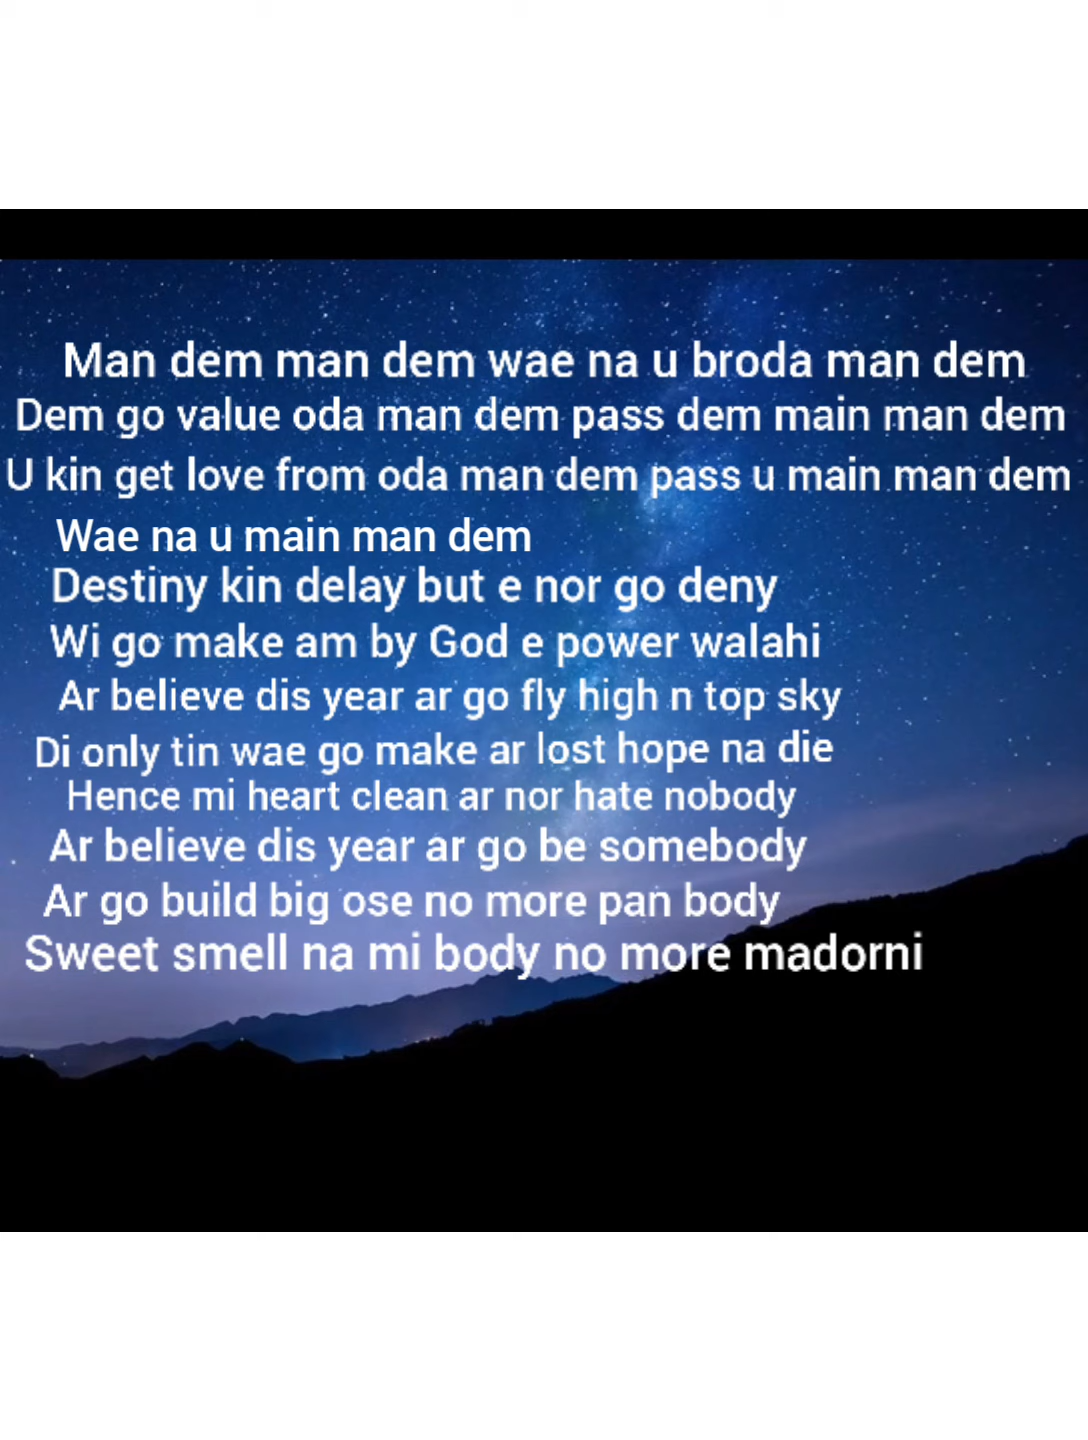 Man dem man dem wae na u broda man dem
Dem go value oda man dem pass dem main man dem
U kin get love from oda man dem pass u main man dem
Wae na u main man dem
Destiny kin delay but e nor go deny
Wi go make am by God e power walahi
Ar believe dis year ar go fly high n top sky
Di only tin wae go make ar lost hope na die
Hence mi heart clean ar nor hate nobody
Ar believe dis year ar go be somebody
Ar go build big ose no more pan body
Sweet smell na mi body no more madorni